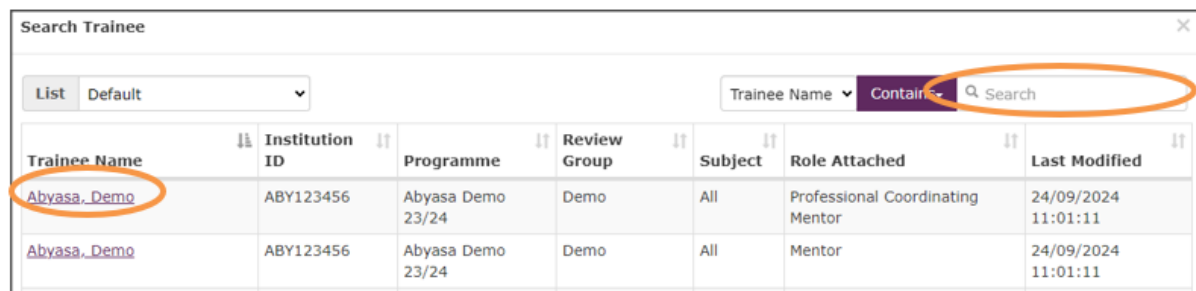 Search Trainee
×
List Default Trainee Name Contains Search
Trainee Name Institution ID Programme Review Group Subject Role Attached Last Modified
Abyasa, Demo ABY123456 Abyasa Demo 23/24 Demo All Professional Coordinating Mentor 24/09/2024 11:01:11
Abyasa, Demo ABY123456 Abyasa Demo 23/24 Demo All Mentor 24/09/2024 11:01:11